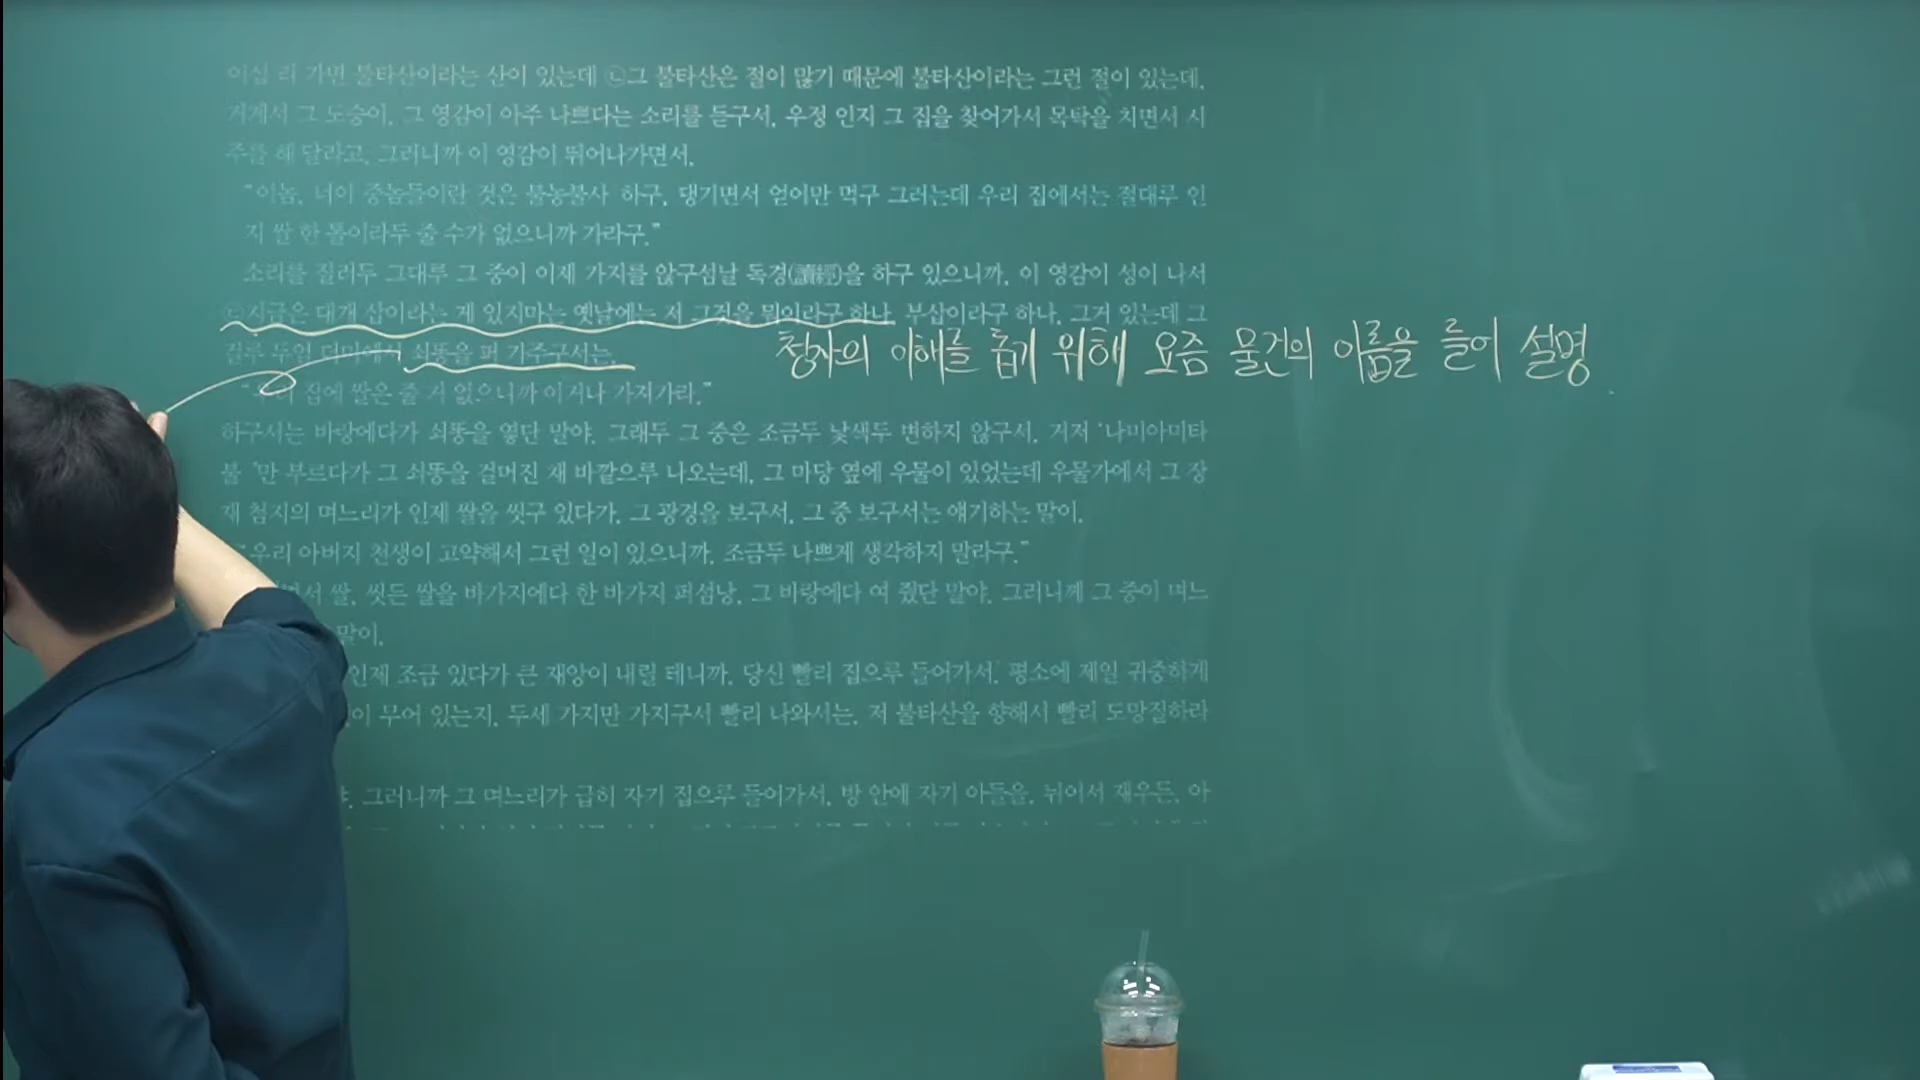 이십 리 가면 불타산이라는 산이 있는데 ㉡그 불타산은 절이 많기 때문에 불타산이라는 그런 절이 있는데,
거게서 그 도승이, 그 영감이 아주 나쁘다는 소리를 듣구서, 우정 인지 그 집을 찾어가서 목탁을 치면서 시
주를 해 달라고, 그러니까 이 영감이 뛰어나가면서,
"이놈, 너이 중놈들이란 것은 불농불사 하구, 댕기면서 얻어만 먹구 그러는데 우리 집에서는 절대루 인
지 쌀 한 톨이라두 줄 수가 없으니까 가라구."
소리를 질러두 그대루 그 중이 이제 가지를 않구섬날 독경(讀經)을 하구 있으니까, 이 영감이 성이 나서
㉢지금은 대개 삽이라는 게 있지마는 옛날에는 저 그것을 뭐이라구 하나, 부삽이라구 하나, 그거 있는데 그
걸루 두엄 더미에서 쇠똥을 퍼 가주구서는,
청자의 이해를 돕기 위해 요즘 물건의 이름을 들어 설명
집에 쌀은 줄 거 없으니까 이거나 가져가라."
하구서는 바랑에다가 쇠똥을 옇단 말야. 그래두 그 중은 조금두 낯색두 변하지 않구서, 거저 '나미아미타
불 '만 부르다가 그 쇠똥을 걸머진 채 바깥으루 나오는데, 그 마당 옆에 우물이 있었는데 우물가에서 그 장
재 첨지의 며느리가 인제 쌀을 씻구 있다가, 그 광경을 보구서, 그 중 보구서는 얘기하는 말이,
"우리 아버지 천생이 고약해서 그런 일이 있으니까, 조금두 나쁘게 생각하지 말라구."
쌀, 씻든 쌀을 바가지에다 한 바가지 퍼섬낭, 그 바랑에다 여 줬단 말야. 그러니께 그 중이 며느
말이,
인제 조금 있다가 큰 재앙이 내릴 테니까, 당신 빨리 집으루 들어가서, 평소에 제일 귀중하게
이 무어 있는지, 두세 가지만 가지구서 빨리 나와서는, 저 불타산을 향해서 빨리 도망질하라
그러니까 그 며느리가 급히 자기 집으루 들어가서, 방 안에 자기 아들을, 뉘어서 재우든, 아